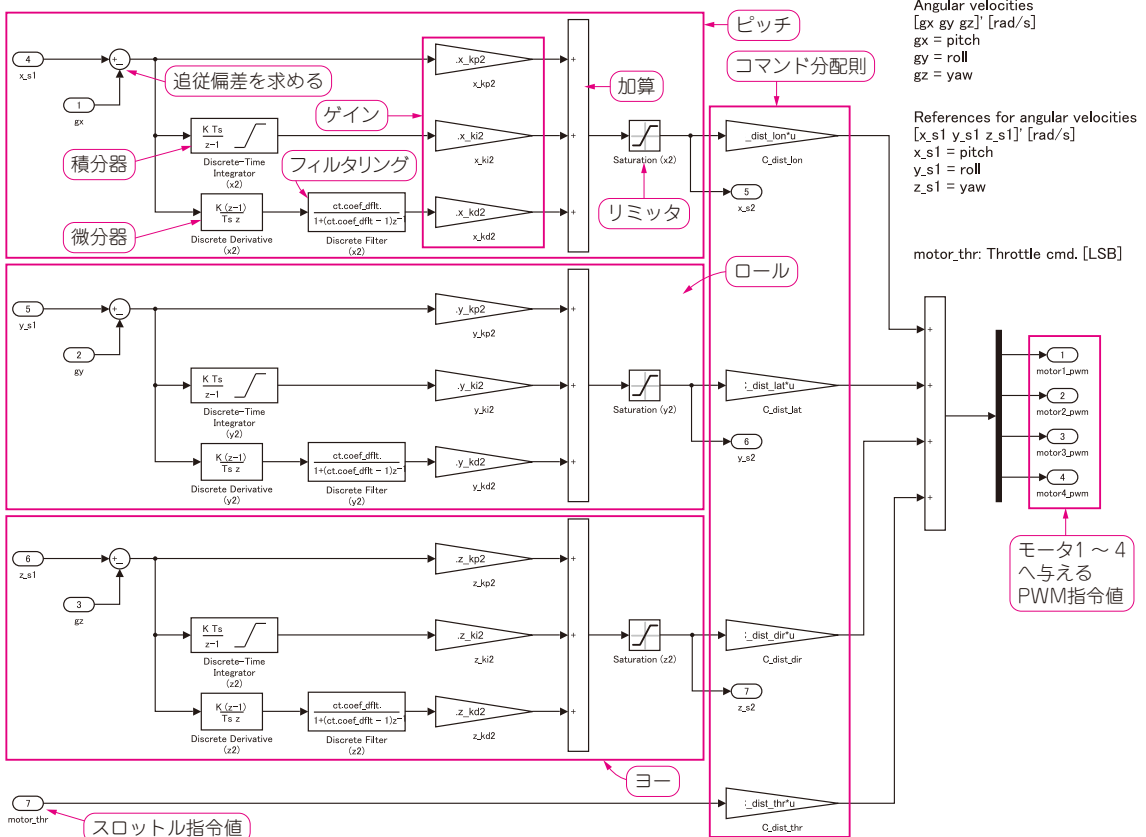 Angular velocities
[gx gy gz]' [rad/s]
gx = pitch
gy = roll
gz = yaw
References for angular velocities
[x_s1 y_s1 z_s1]' [rad/s]
x_s1 = pitch
y_s1 = roll
z_s1 = yaw
motor_thr: Throttle cmd. [LSB]
ピッチ
4
x_s1
+
−
追従偏差を求める
1
gx
ゲイン
.x_kp2
x_kp2
加算
コマンド分配則
積分器
K Ts
z−1
Discrete-Time
Integrator
(x2)
.x_ki2
x_ki2
フィルタリング
微分器
K (z−1)
Ts z
Discrete Derivative
(x2)
ct.coef_dflt.
1+(ct.coef_dflt − 1)z⁻¹
Discrete Filter
(x2)
.x_kd2
x_kd2
+
+
+
Saturation (x2)
リミッタ
_dist_lon*u
C_dist_lon
5
x_s2
ロール
5
y_s1
+
−
2
gy
.y_kp2
y_kp2
K Ts
z−1
Discrete-Time
Integrator
(y2)
.y_ki2
y_ki2
K (z−1)
Ts z
Discrete Derivative
(y2)
ct.coef_dflt.
1+(ct.coef_dflt − 1)z⁻¹
Discrete Filter
(y2)
.y_kd2
y_kd2
+
+
+
Saturation (y2)
C_dist_lat*u
C_dist_lat
6
y_s2
ヨー
6
z_s1
+
−
3
gz
.z_kp2
z_kp2
K Ts
z−1
Discrete-Time
Integrator
(z2)
.z_ki2
z_ki2
K (z−1)
Ts z
Discrete Derivative
(z2)
ct.coef_dflt.
1+(ct.coef_dflt − 1)z⁻¹
Discrete Filter
(z2)
.z_kd2
z_kd2
+
+
+
Saturation (z2)
C_dist_dir*u
C_dist_dir
7
z_s2
7
motor_thr
スロットル指令値
C_dist_thr*u
C_dist_thr
+
+
+
+
1
motor1_pwm
2
motor2_pwm
3
motor3_pwm
4
motor4_pwm
モータ1 ～ 4
へ与える
PWM指令値